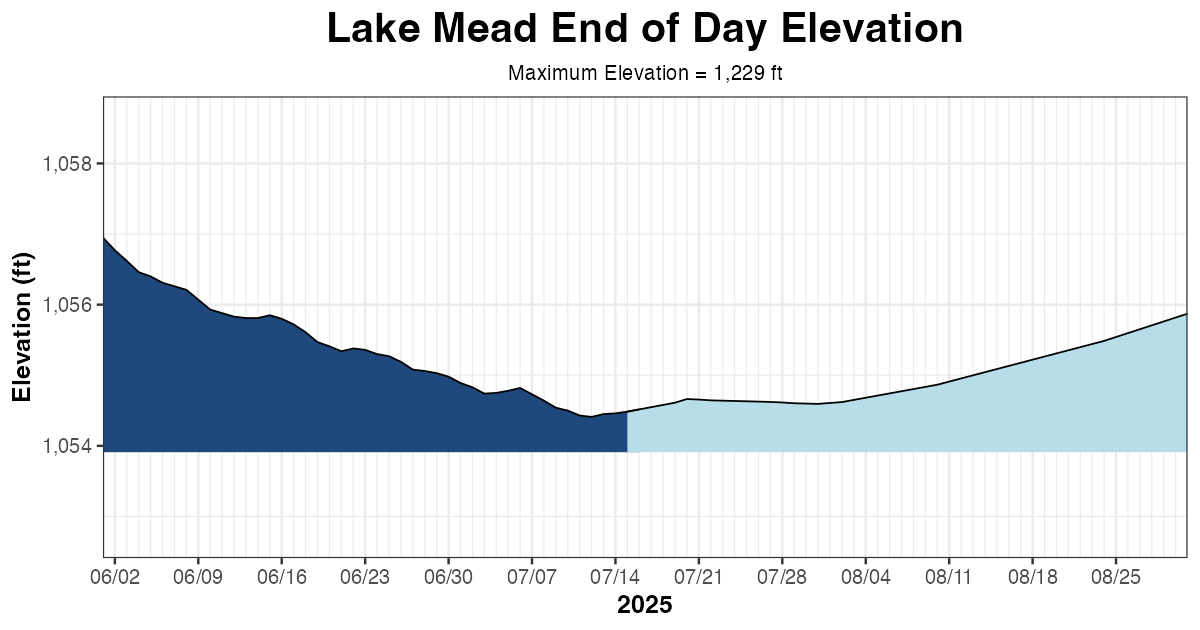 Lake Mead End of Day Elevation
Maximum Elevation = 1,229 ft
Elevation (ft)
1,058
1,056
1,054
06/02 06/09 06/16 06/23 06/30 07/07 07/14 07/21 07/28 08/04 08/11 08/18 08/25
2025